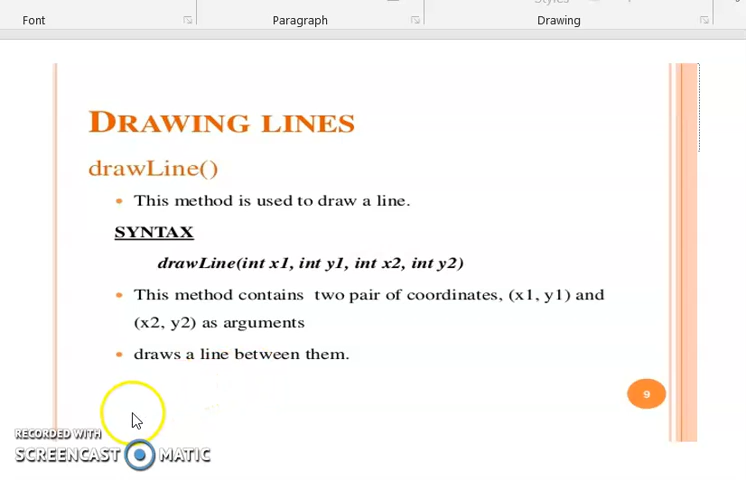 Font Paragraph Drawing
DRAWING LINES
drawLine()
• This method is used to draw a line.
SYNTAX
drawLine(int x1, int y1, int x2, int y2)
• This method contains two pair of coordinates, (x1, y1) and
(x2, y2) as arguments
• draws a line between them.
9
RECORDED WITH
SCREENCAST MATIC